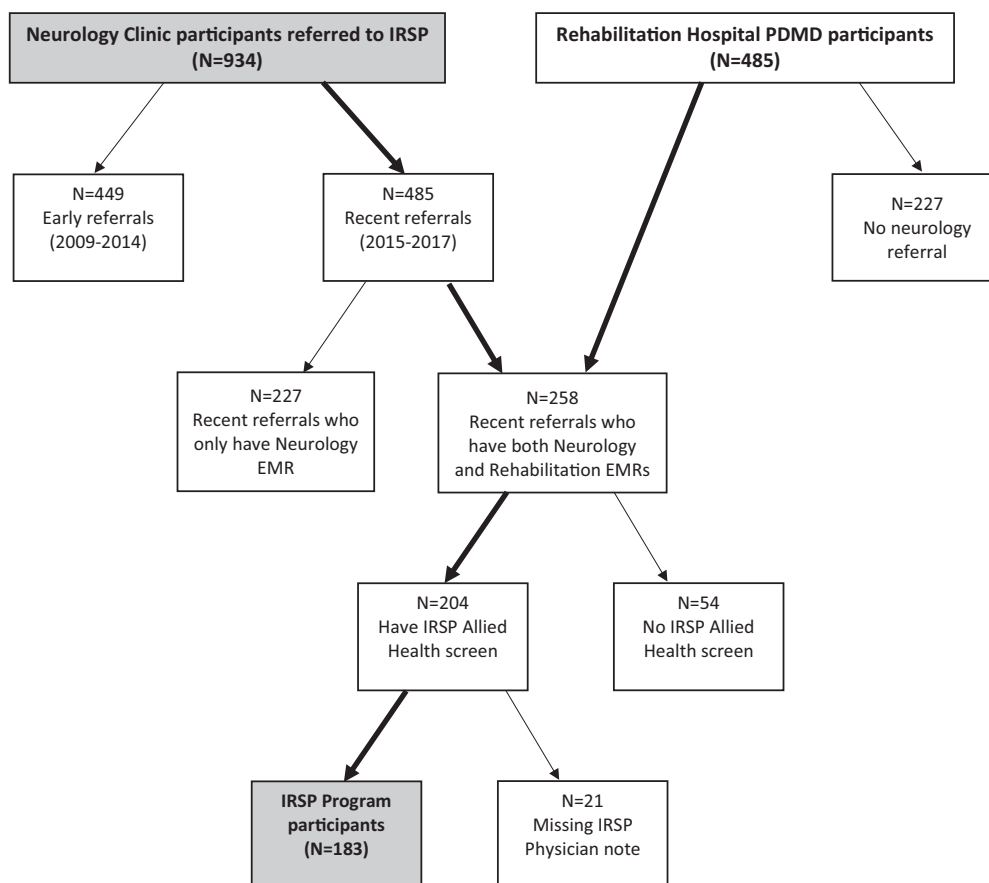 Neurology Clinic participants referred to IRSP
(N=934)
Rehabilitation Hospital PDMD participants
(N=485)
N=449
Early referrals
(2009-2014)
N=485
Recent referrals
(2015-2017)
N=227
No neurology
referral
N=227
Recent referrals who
only have Neurology
EMR
N=258
Recent referrals who
have both Neurology
and Rehabilitation EMRs
N=204
Have IRSP Allied
Health screen
N=54
No IRSP Allied
Health screen
IRSP Program
participants
(N=183)
N=21
Missing IRSP
Physician note